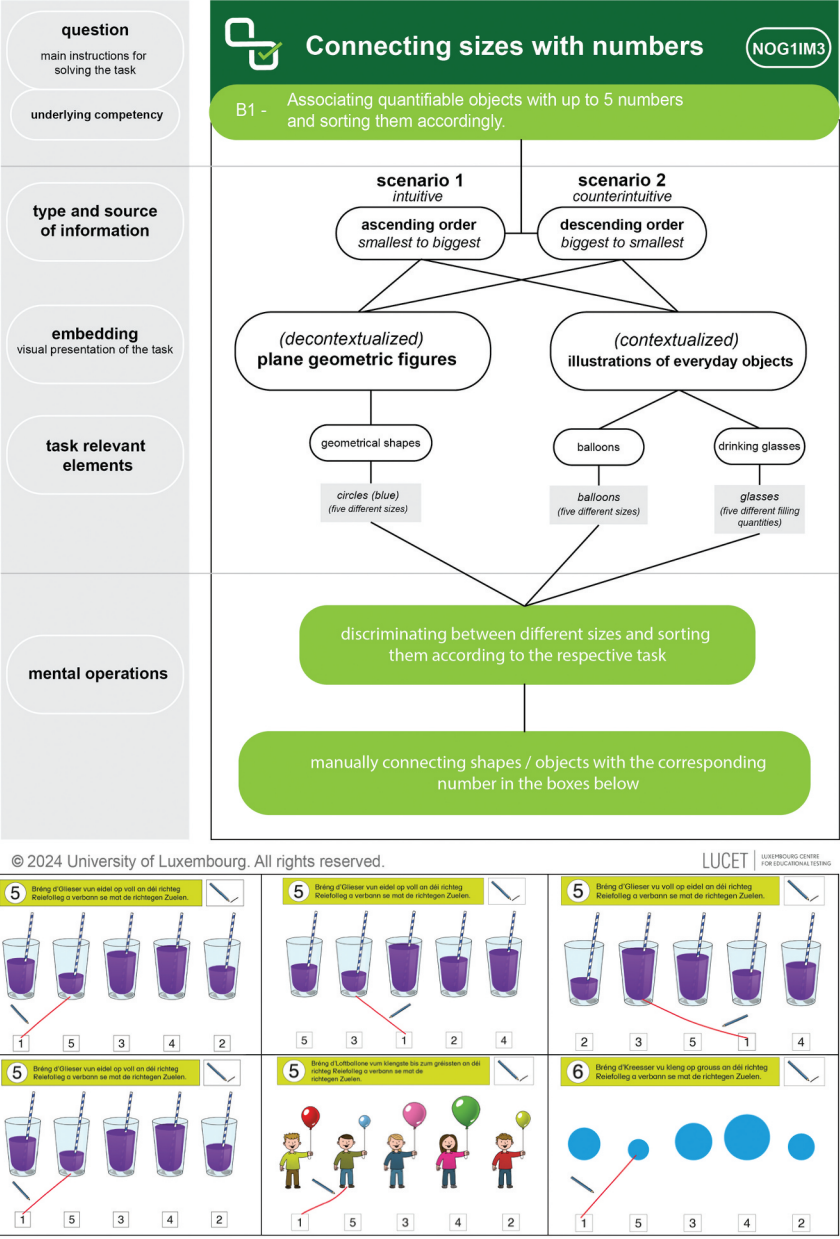 question
main instructions for
solving the task
underlying competency
Connecting sizes with numbers
NOG1IM3
B1 - Associating quantifiable objects with up to 5 numbers
and sorting them accordingly.
type and source
of information
scenario 1
intuitive
ascending order
smallest to biggest
scenario 2
counterintuitive
descending order
biggest to smallest
embedding
visual presentation of the task
(decontextualized)
plane geometric figures
(contextualized)
illustrations of everyday objects
task relevant
elements
geometrical shapes
balloons
drinking glasses
circles (blue)
(five different sizes)
balloons
(five different sizes)
glasses
(five different filling
quantities)
mental operations
discriminating between different sizes and sorting
them according to the respective task
manually connecting shapes / objects with the corresponding
number in the boxes below
© 2024 University of Luxembourg. All rights reserved.
LUCET
LUXEMBOURG CENTRE
FOR EDUCATIONAL TESTING
5
Bréng d'Glieser vun eidel op voll an déi richteg
Reiefolleg a verbann se mat de richtegen Zuelen.
1 5 3 4 2
5
Bréng d'Glieser vun eidel op voll an déi richteg
Reiefolleg a verbann se mat de richtegen Zuelen.
5 3 1 2 4
5
Bréng d'Glieser vu voll op eidel an déi richteg
Reiefolleg a verbann se mat de richtegen Zuelen.
2 3 5 1 4
5
Bréng d'Glieser vun eidel op voll an déi richteg
Reiefolleg a verbann se mat de richtegen Zuelen.
1 5 3 4 2
5
Bréng d'Loftballone vum klengste bis zum gréissten an déi
richteg Reiefolleg a verbann se mat de
richtegen Zuelen.
1 5 3 4 2
6
Bréng d'Kreesser vu kleng op grouss an déi richteg
Reiefolleg a verbann se mat de richtegen Zuelen.
1 5 3 4 2